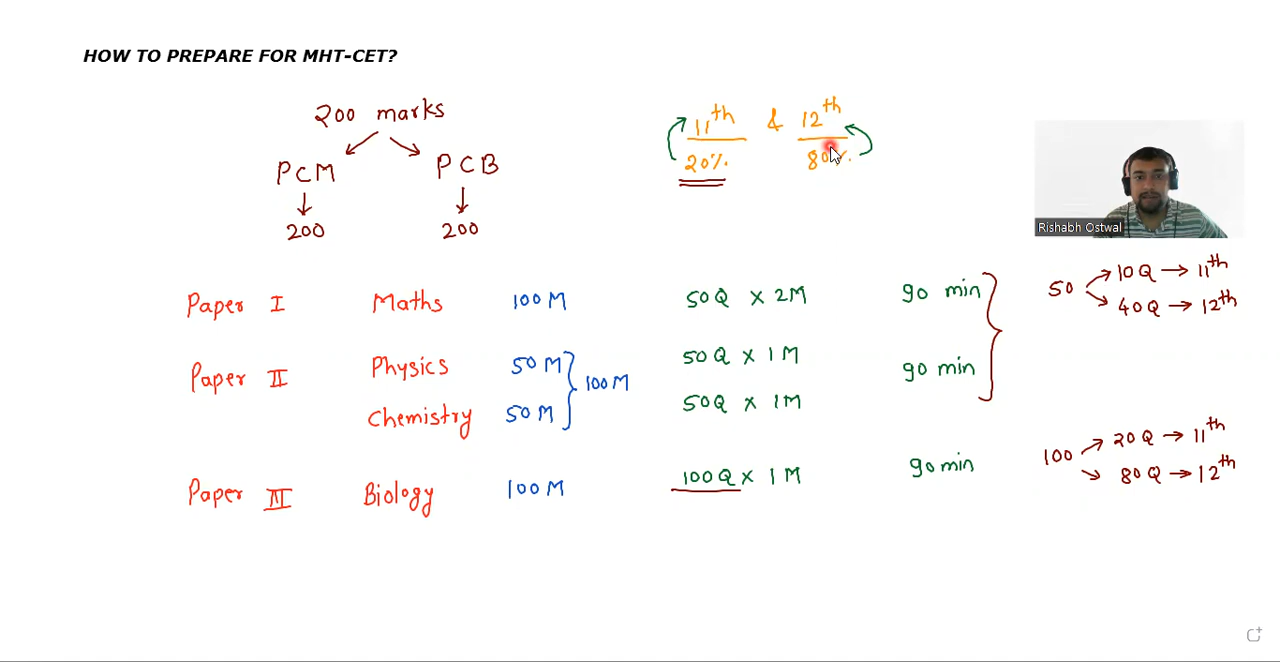 HOW TO PREPARE FOR MHT-CET?
200 marks
PCM PCB
200 200
11th & 12th
20% 80%
Rishabh Ostwal
Paper I Maths 100 M 50Q x 2M 90 min
50 10Q → 11th
40Q → 12th
Paper II Physics 50 M 50Q x 1M 90 min
Chemistry 50 M 50Q x 1M
100 M
Paper III Biology 100 M 100Q x 1M 90 min
100 20Q → 11th
80Q → 12th